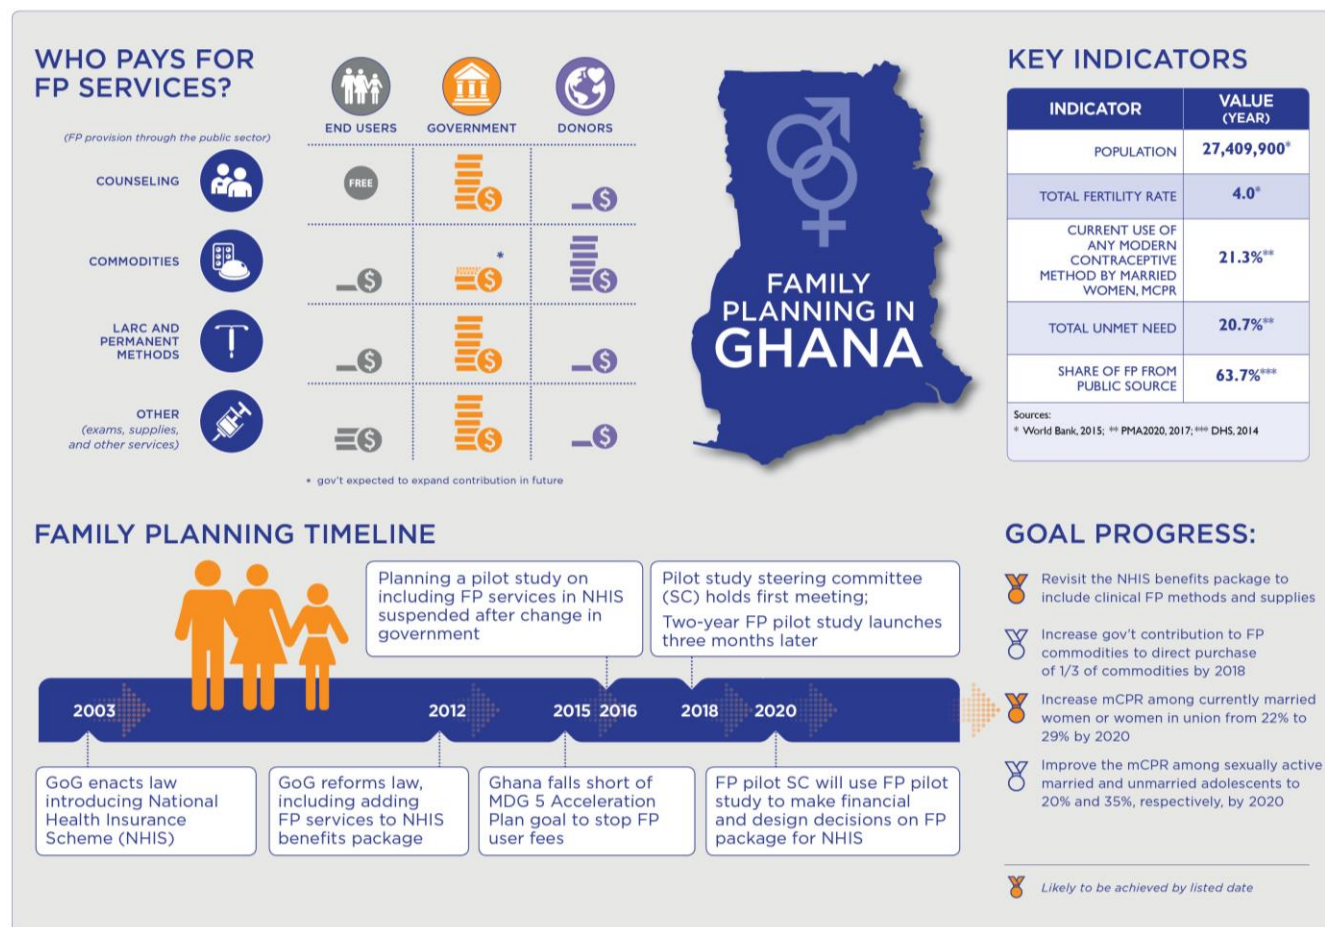 WHO PAYS FOR
FP SERVICES?
(FP provision through the public sector)
END USERS
GOVERNMENT
DONORS
COUNSELING
FREE
$
$
COMMODITIES
$
$
*
$
LARC AND
PERMANENT
METHODS
$
$
$
OTHER
(exams, supplies,
and other services)
$
$
$
* gov't expected to expand contribution in future
FAMILY
PLANNING IN
GHANA
KEY INDICATORS
INDICATOR
VALUE
(YEAR)
POPULATION
27,409,900*
TOTAL FERTILITY RATE
4.0*
CURRENT USE OF
ANY MODERN
CONTRACEPTIVE
METHOD BY MARRIED
WOMEN, MCPR
21.3%**
TOTAL UNMET NEED
20.7%**
SHARE OF FP FROM
PUBLIC SOURCE
63.7%***
Sources:
* World Bank, 2015; ** PMA2020, 2017; *** DHS, 2014
FAMILY PLANNING TIMELINE
Planning a pilot study on
including FP services in NHIS
suspended after change in
government
Pilot study steering committee
(SC) holds first meeting;
Two-year FP pilot study launches
three months later
2003
2012
2015
2016
2018
2020
GoG enacts law
introducing National
Health Insurance
Scheme (NHIS)
GoG reforms law,
including adding
FP services to NHIS
benefits package
Ghana falls short of
MDG 5 Acceleration
Plan goal to stop FP
user fees
FP pilot SC will use FP pilot
study to make financial
and design decisions on FP
package for NHIS
GOAL PROGRESS:
Revisit the NHIS benefits package to
include clinical FP methods and supplies
Increase gov't contribution to FP
commodities to direct purchase
of 1/3 of commodities by 2018
Increase mCPR among currently married
women or women in union from 22% to
29% by 2020
Improve the mCPR among sexually active
married and unmarried adolescents to
20% and 35%, respectively, by 2020
Likely to be achieved by listed date